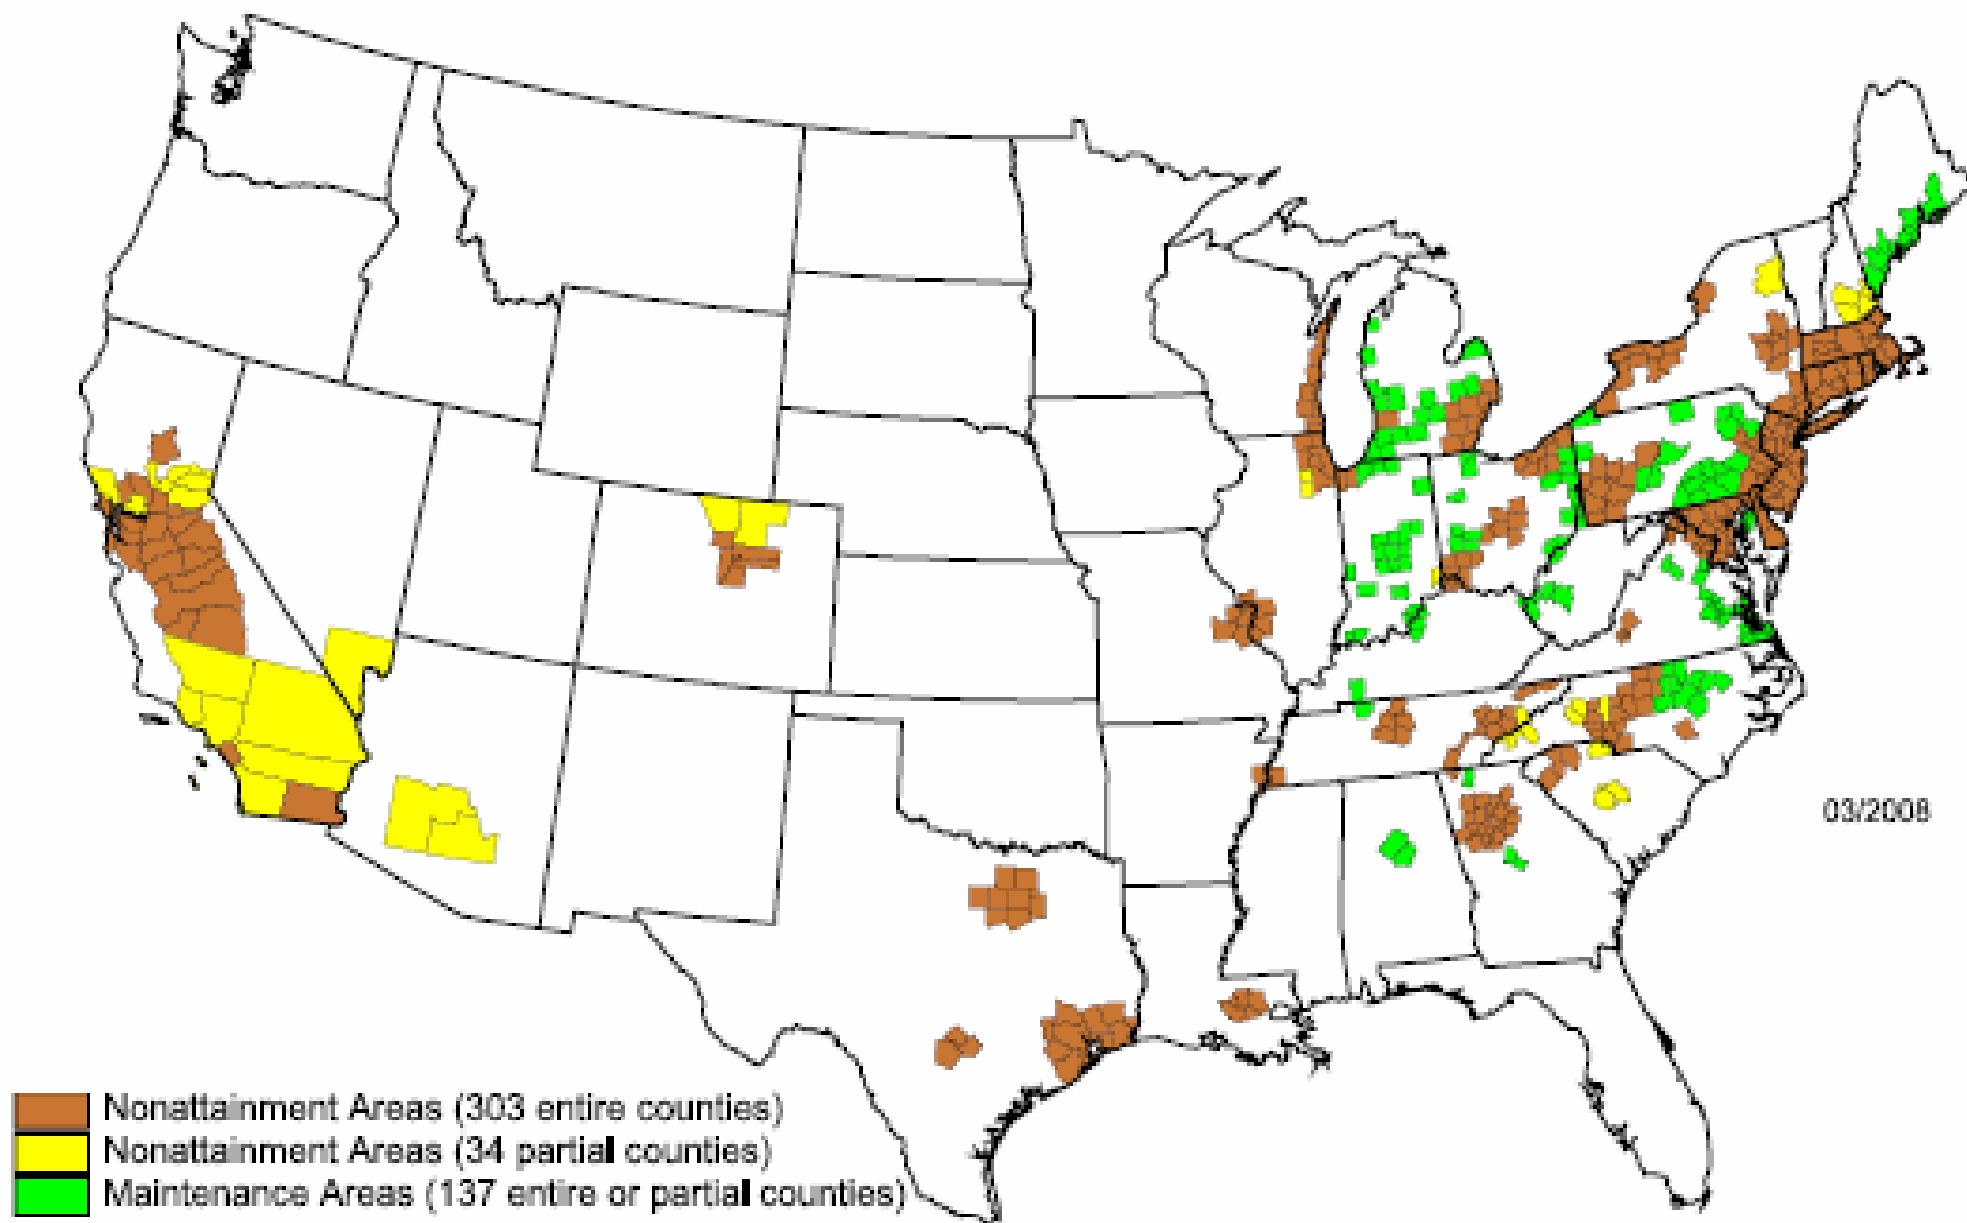 03/2008
Nonattainment Areas (303 entire counties)
Nonattainment Areas (34 partial counties)
Maintenance Areas (137 entire or partial counties)